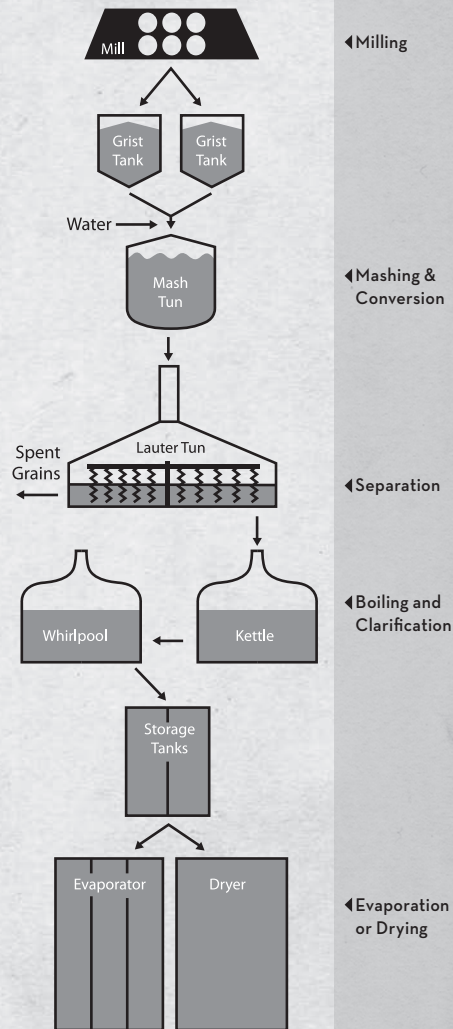 Mill
Milling
Grist
Tank
Grist
Tank
Water
Mash
Tun
Mashing &
Conversion
Lauter Tun
Spent
Grains
Separation
Whirlpool
Kettle
Boiling and
Clarification
Storage
Tanks
Evaporator
Dryer
Evaporation
or Drying